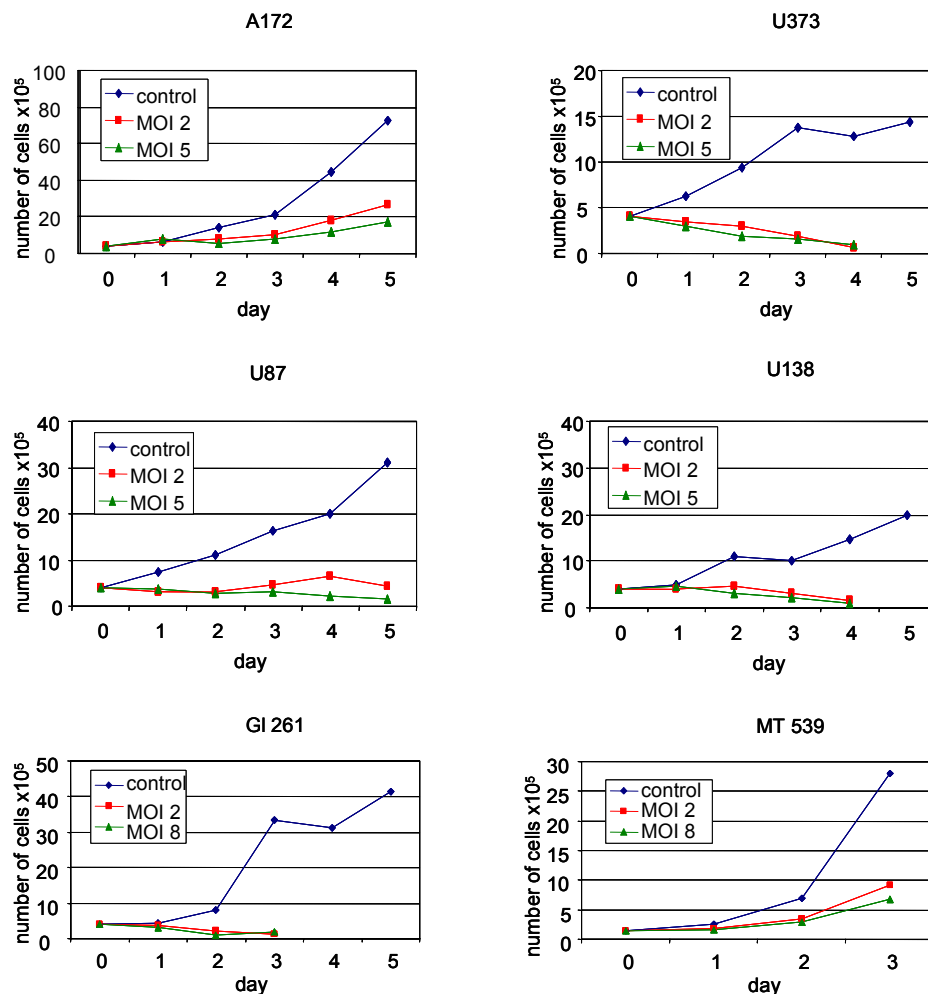 A172
number of cells x10⁵
100
80
60
40
20
0
control
MOI 2
MOI 5
0 1 2 3 4 5
day
U373
number of cells x10⁵
20
15
10
5
0
control
MOI 2
MOI 5
0 1 2 3 4 5
day
U87
number of cells x10⁵
40
30
20
10
0
control
MOI 2
MOI 5
0 1 2 3 4 5
day
U138
number of cells x10⁵
40
30
20
10
0
control
MOI 2
MOI 5
0 1 2 3 4 5
day
GI 261
number of cells x10⁵
50
40
30
20
10
0
control
MOI 2
MOI 8
0 1 2 3 4 5
day
MT 539
number of cells x10⁵
30
25
20
15
10
5
0
control
MOI 2
MOI 8
0 1 2 3
day